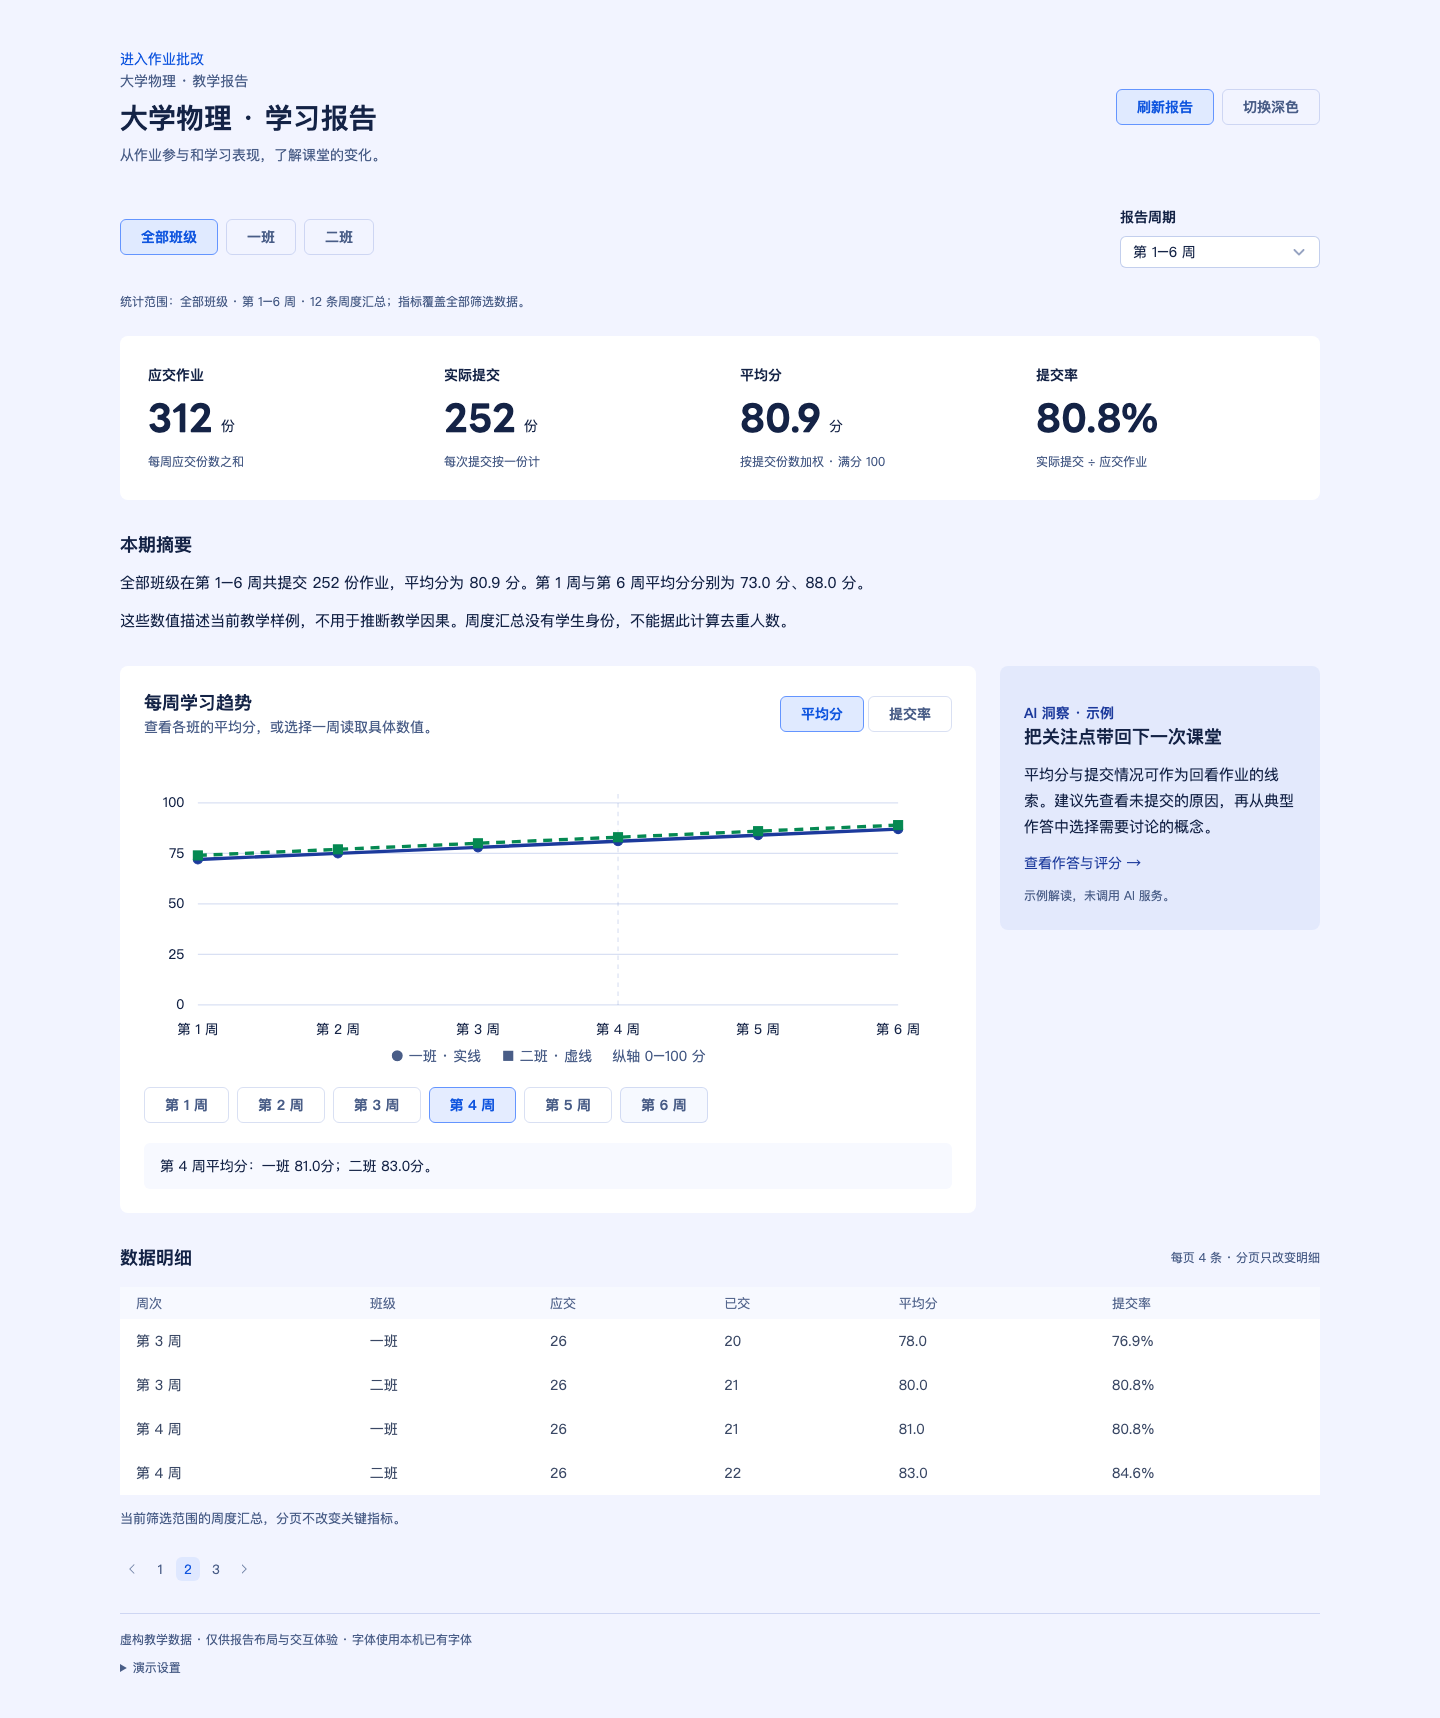 进入作业批改
大学物理 · 教学报告
大学物理 · 学习报告
从作业参与和学习表现，了解课堂的变化。
刷新报告
切换深色
全部班级
一班
二班
报告周期
第 1—6 周
统计范围：全部班级 · 第 1—6 周 · 12 条周度汇总；指标覆盖全部筛选数据。
应交作业
312 份
每周应交份数之和
实际提交
252 份
每次提交按一份计
平均分
80.9 分
按提交份数加权 · 满分 100
提交率
80.8%
实际提交 ÷ 应交作业
本期摘要
全部班级在第 1—6 周共提交 252 份作业，平均分为 80.9 分。第 1 周与第 6 周平均分分别为 73.0 分、88.0 分。
这些数值描述当前教学样例，不用于推断教学因果。周度汇总没有学生身份，不能据此计算去重人数。
每周学习趋势
查看各班的平均分，或选择一周读取具体数值。
平均分
提交率
100
75
50
25
0
第 1 周
第 2 周
第 3 周
第 4 周
第 5 周
第 6 周
一班 · 实线
二班 · 虚线
纵轴 0—100 分
第 1 周
第 2 周
第 3 周
第 4 周
第 5 周
第 6 周
第 4 周平均分：一班 81.0分；二班 83.0分。
AI 洞察 · 示例
把关注点带回下一次课堂
平均分与提交情况可作为回看作业的线
索。建议先查看未提交的原因，再从典型
作答中选择需要讨论的概念。
查看作答与评分 →
示例解读，未调用 AI 服务。
数据明细
每页 4 条 · 分页只改变明细
周次 班级 应交 已交 平均分 提交率
第 3 周 一班 26 20 78.0 76.9%
第 3 周 二班 26 21 80.0 80.8%
第 4 周 一班 26 21 81.0 80.8%
第 4 周 二班 26 22 83.0 84.6%
当前筛选范围的周度汇总，分页不改变关键指标。
1 2 3
虚构教学数据 · 仅供报告布局与交互体验 · 字体使用本机已有字体
演示设置